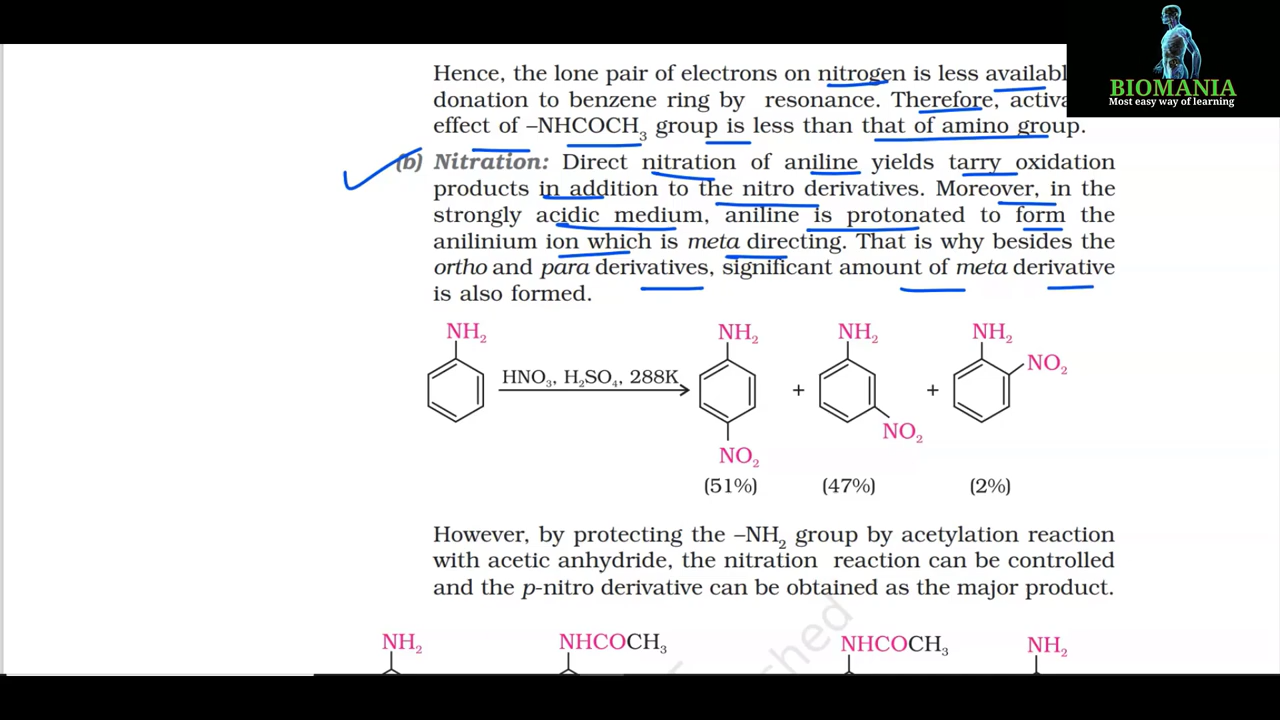 BIOMANIA
Most easy way of learning
Hence, the lone pair of electrons on nitrogen is less
donation to benzene ring by resonance. Therefore,
effect of –NHCOCH₃ group is less than that of amino group.
(b) Nitration: Direct nitration of aniline yields tarry oxidation
products in addition to the nitro derivatives. Moreover, in the
strongly acidic medium, aniline is protonated to form the
anilinium ion which is meta directing. That is why besides the
ortho and para derivatives, significant amount of meta derivative
is also formed.
NH₂ NH₂ NH₂ NH₂
NO₂
HNO₃, H₂SO₄, 288K
+ +
NO₂
NO₂
(51%) (47%) (2%)
However, by protecting the –NH₂ group by acetylation reaction
with acetic anhydride, the nitration reaction can be controlled
and the p-nitro derivative can be obtained as the major product.
NH₂ NHCOCH₃ NHCOCH₃ NH₂
shed